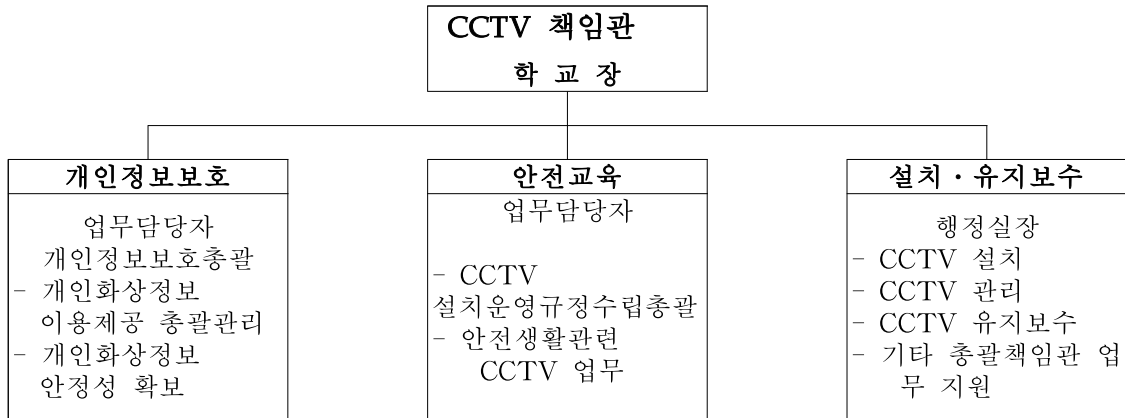 CCTV 책임관
학 교 장
개인정보보호
업무담당자
개인정보보호총괄
- 개인화상정보
이용제공 총괄관리
- 개인화상정보
안정성 확보
안전교육
업무담당자
- CCTV
설치운영규정수립총괄
- 안전생활관련
CCTV 업무
설치·유지보수
행정실장
- CCTV 설치
- CCTV 관리
- CCTV 유지보수
- 기타 총괄책임관 업
무 지원